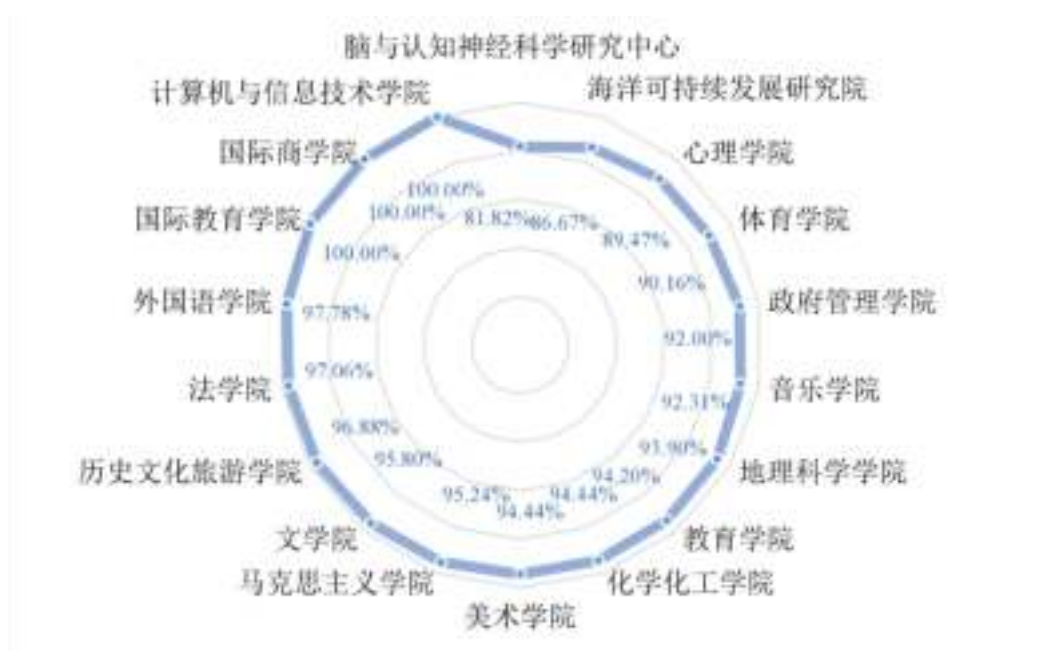 脑与认知神经科学研究中心
计算机与信息技术学院
海洋可持续发展研究院
国际商学院
心理学院
100.00%
100.00%
81.82%
86.67%
国际教育学院
体育学院
89.47%
100.00%
90.16%
外国语学院
97.78%
政府管理学院
92.00%
97.06%
法学院
92.31%
音乐学院
96.88%
93.90%
95.80%
历史文化旅游学院
94.20%
地理科学学院
95.24%
94.44%
94.44%
文学院
教育学院
马克思主义学院
化学化工学院
美术学院